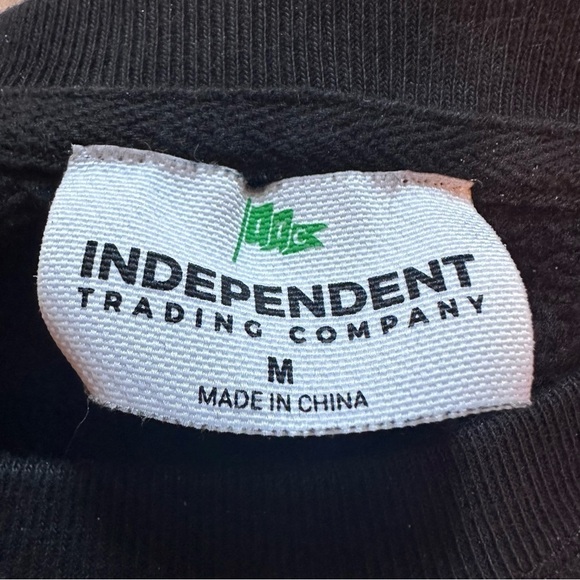 INDEPENDENT
TRADING COMPANY
M
MADE IN CHINA